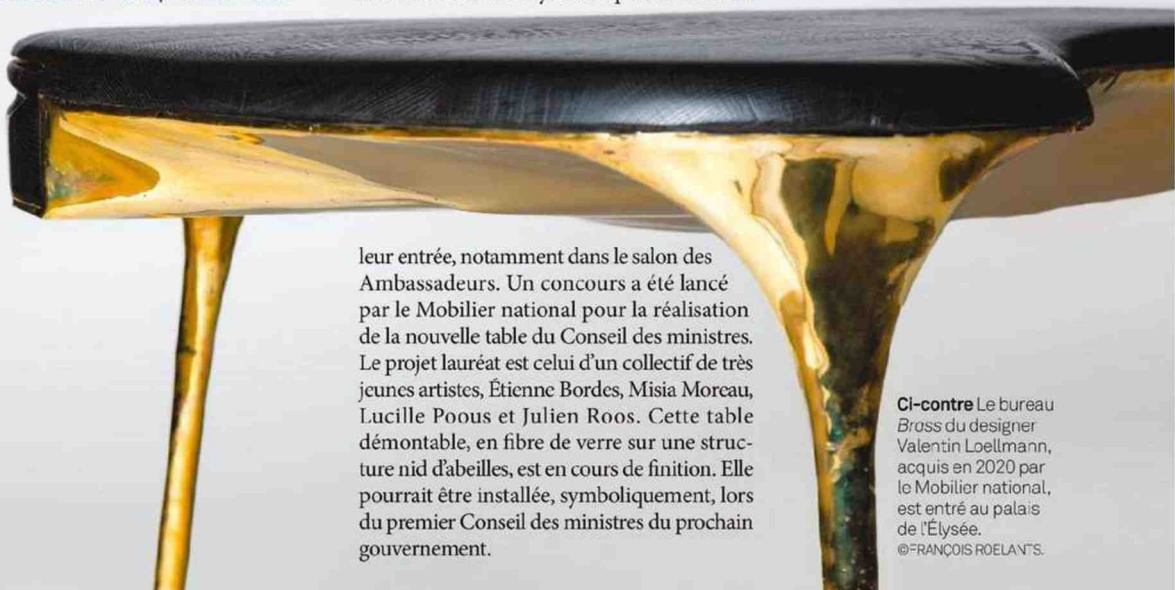 leur entrée, notamment dans le salon des
Ambassadeurs. Un concours a été lancé
par le Mobilier national pour la réalisation
de la nouvelle table du Conseil des ministres.
Le projet lauréat est celui d'un collectif de très
jeunes artistes, Étienne Bordes, Misia Moreau,
Lucille Poous et Julien Roos. Cette table
démontable, en fibre de verre sur une struc-
ture nid d'abeilles, est en cours de finition. Elle
pourrait être installée, symboliquement, lors
du premier Conseil des ministres du prochain
gouvernement.
Ci-contre Le bureau
Brass du designer
Valentin Loellmann,
acquis en 2020 par
le Mobilier national,
est entré au palais
de l'Élysée.
©FRANÇOIS ROELANTS.